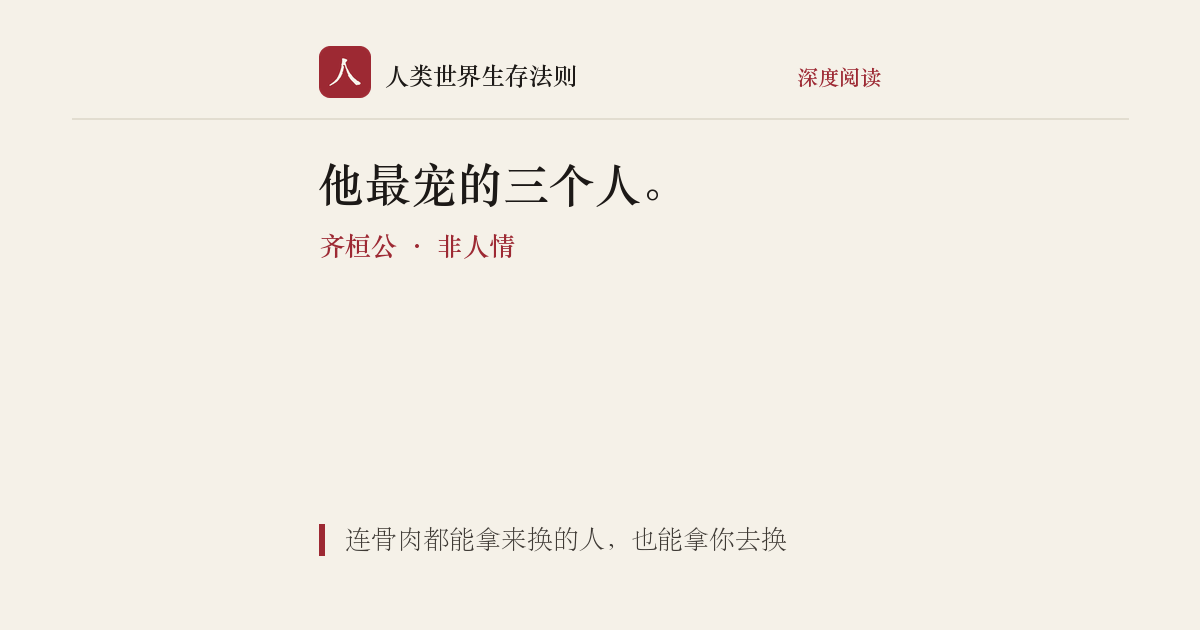 人 人类世界生存法则 深度阅读
他最宠的三个人。
齐桓公 · 非人情
连骨肉都能拿来换的人，也能拿你去换